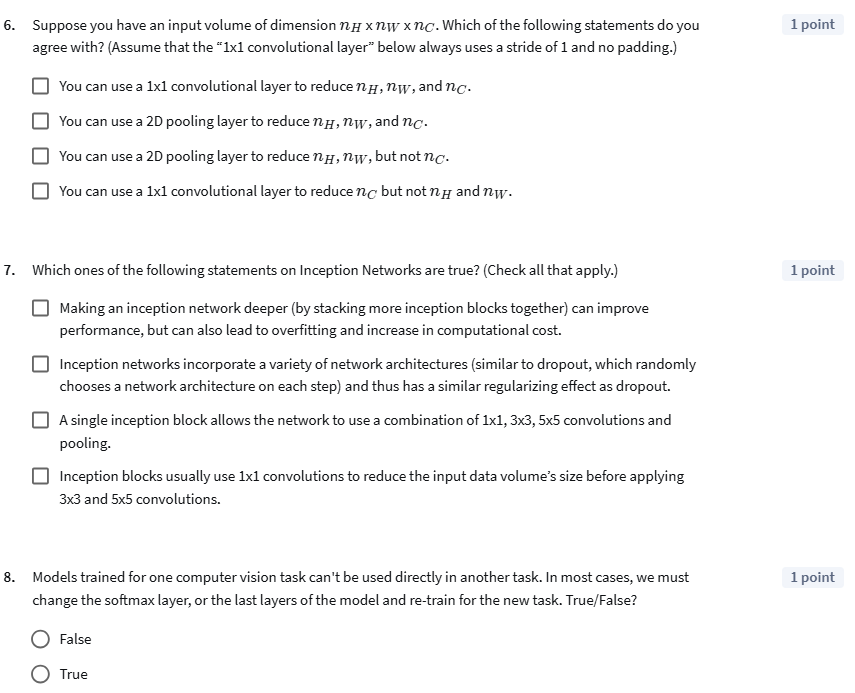 6. Suppose you have an input volume of dimension n_H x n_W x n_C. Which of the following statements do you 1 point
agree with? (Assume that the “1x1 convolutional layer” below always uses a stride of 1 and no padding.)
You can use a 1x1 convolutional layer to reduce n_H, n_W, and n_C.
You can use a 2D pooling layer to reduce n_H, n_W, and n_C.
You can use a 2D pooling layer to reduce n_H, n_W, but not n_C.
You can use a 1x1 convolutional layer to reduce n_C but not n_H and n_W.
7. Which ones of the following statements on Inception Networks are true? (Check all that apply.) 1 point
Making an inception network deeper (by stacking more inception blocks together) can improve
performance, but can also lead to overfitting and increase in computational cost.
Inception networks incorporate a variety of network architectures (similar to dropout, which randomly
chooses a network architecture on each step) and thus has a similar regularizing effect as dropout.
A single inception block allows the network to use a combination of 1x1, 3x3, 5x5 convolutions and
pooling.
Inception blocks usually use 1x1 convolutions to reduce the input data volume’s size before applying
3x3 and 5x5 convolutions.
8. Models trained for one computer vision task can't be used directly in another task. In most cases, we must 1 point
change the softmax layer, or the last layers of the model and re-train for the new task. True/False?
False
True